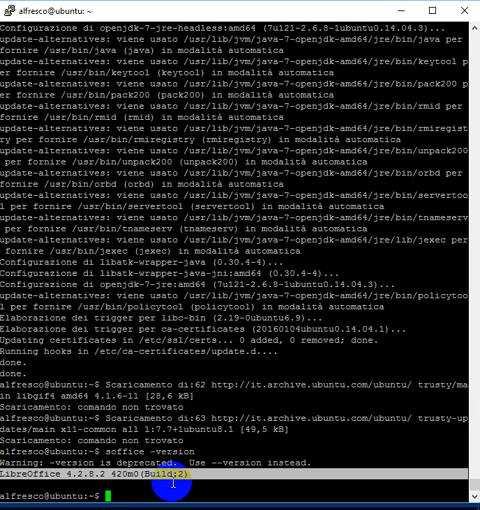 alfresco@ubuntu: ~
Configurazione di openjdk-7-jre-headless:amd64 (7u121-2.6.8-1ubuntu0.14.04.3)...
update-alternatives: viene usato /usr/lib/jvm/java-7-openjdk-amd64/jre/bin/java per
fornire /usr/bin/java (java) in modalità automatica
update-alternatives: viene usato /usr/lib/jvm/java-7-openjdk-amd64/jre/bin/keytool p
er fornire /usr/bin/keytool (keytool) in modalità automatica
update-alternatives: viene usato /usr/lib/jvm/java-7-openjdk-amd64/jre/bin/pack200 p
er fornire /usr/bin/pack200 (pack200) in modalità automatica
update-alternatives: viene usato /usr/lib/jvm/java-7-openjdk-amd64/jre/bin/rmid per
fornire /usr/bin/rmid (rmid) in modalità automatica
update-alternatives: viene usato /usr/lib/jvm/java-7-openjdk-amd64/jre/bin/rmiregist
ry per fornire /usr/bin/rmiregistry (rmiregistry) in modalità automatica
update-alternatives: viene usato /usr/lib/jvm/java-7-openjdk-amd64/jre/bin/unpack200
per fornire /usr/bin/unpack200 (unpack200) in modalità automatica
update-alternatives: viene usato /usr/lib/jvm/java-7-openjdk-amd64/jre/bin/orbd per
fornire /usr/bin/orbd (orbd) in modalità automatica
update-alternatives: viene usato /usr/lib/jvm/java-7-openjdk-amd64/jre/bin/servertoo
l per fornire /usr/bin/servertool (servertool) in modalità automatica
update-alternatives: viene usato /usr/lib/jvm/java-7-openjdk-amd64/jre/bin/tnameserv
per fornire /usr/bin/tnameserv (tnameserv) in modalità automatica
update-alternatives: viene usato /usr/lib/jvm/java-7-openjdk-amd64/jre/lib/jexec per
fornire /usr/bin/jexec (jexec) in modalità automatica
Configurazione di libatk-wrapper-java (0.30.4-4)...
Configurazione di libatk-wrapper-java-jni:amd64 (0.30.4-4)...
Configurazione di openjdk-7-jre:amd64 (7u121-2.6.8-1ubuntu0.14.04.3)...
update-alternatives: viene usato /usr/lib/jvm/java-7-openjdk-amd64/jre/bin/policytoo
l per fornire /usr/bin/policytool (policytool) in modalità automatica
Elaborazione dei trigger per libc-bin (2.19-0ubuntu6.9)...
Elaborazione dei trigger per ca-certificates (20160104ubuntu0.14.04.1)...
Updating certificates in /etc/ssl/certs... 0 added, 0 removed; done.
Running hooks in /etc/ca-certificates/update.d....
done.
done.
alfresco@ubuntu:~$ Scaricamento di:62 http://it.archive.ubuntu.com/ubuntu/ trusty/ma
in libgif4 amd64 4.1.6-11 [28,6 kB]
Scaricamento: comando non trovato
alfresco@ubuntu:~$ Scaricamento di:63 http://it.archive.ubuntu.com/ubuntu/ trusty-up
dates/main x11-common all 1:7.7+1ubuntu8.1 [49,5 kB]
Scaricamento: comando non trovato
alfresco@ubuntu:~$ soffice -version
Warning: -version is deprecated.  Use --version instead.
LibreOffice 4.2.8.2 420m0(Build:2)
alfresco@ubuntu:~$